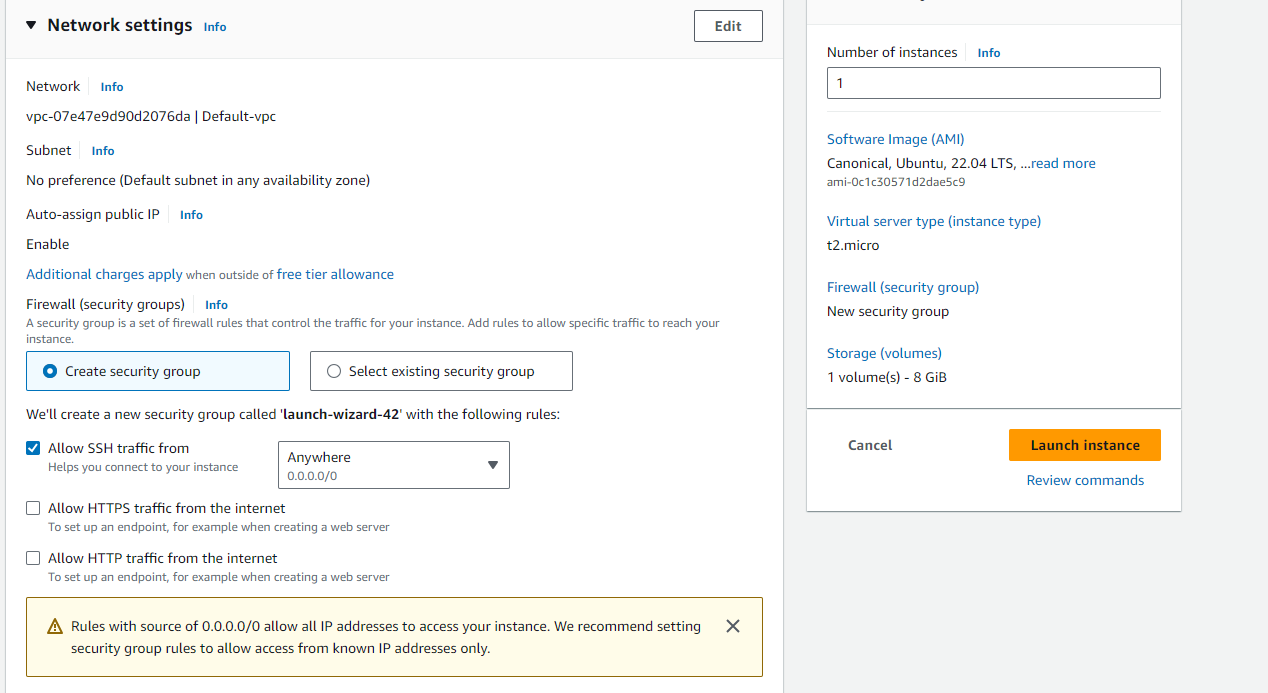 Network settings Info
Edit
Network Info
vpc-07e47e9d90d2076da | Default-vpc
Subnet Info
No preference (Default subnet in any availability zone)
Auto-assign public IP Info
Enable
Additional charges apply when outside of free tier allowance
Firewall (security groups) Info
A security group is a set of firewall rules that control the traffic for your instance. Add rules to allow specific traffic to reach your
instance.
Create security group
Select existing security group
We'll create a new security group called 'launch-wizard-42' with the following rules:
Allow SSH traffic from
Helps you connect to your instance
Anywhere
0.0.0.0/0
Allow HTTPS traffic from the internet
To set up an endpoint, for example when creating a web server
Allow HTTP traffic from the internet
To set up an endpoint, for example when creating a web server
Rules with source of 0.0.0.0/0 allow all IP addresses to access your instance. We recommend setting
security group rules to allow access from known IP addresses only.
Number of instances Info
1
Software Image (AMI)
Canonical, Ubuntu, 22.04 LTS, ...read more
ami-0c1c30571d2dae5c9
Virtual server type (instance type)
t2.micro
Firewall (security group)
New security group
Storage (volumes)
1 volume(s) - 8 GiB
Cancel
Launch instance
Review commands